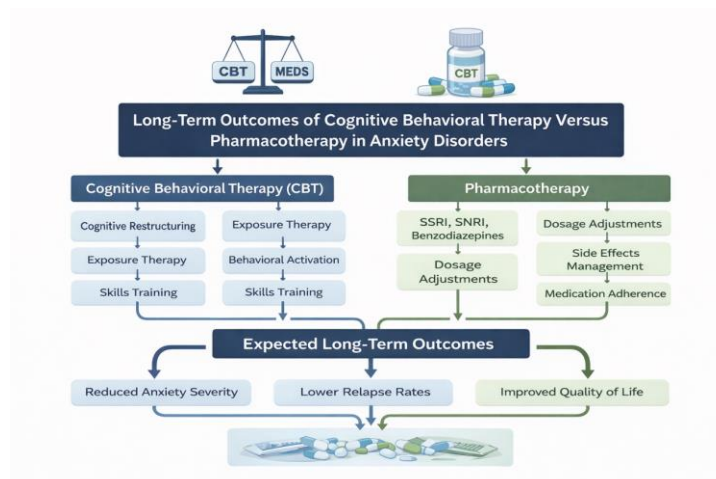 CBT
MEDS
CBT
Long-Term Outcomes of Cognitive Behavioral Therapy Versus
Pharmacotherapy in Anxiety Disorders
Cognitive Behavioral Therapy (CBT)
Pharmacotherapy
Cognitive Restructuring
Exposure Therapy
Exposure Therapy
Behavioral Activation
Skills Training
Skills Training
SSRI, SNRI,
Benzodiazepines
Dosage
Adjustments
Dosage Adjustments
Side Effects
Management
Medication Adherence
Expected Long-Term Outcomes
Reduced Anxiety Severity
Lower Relapse Rates
Improved Quality of Life